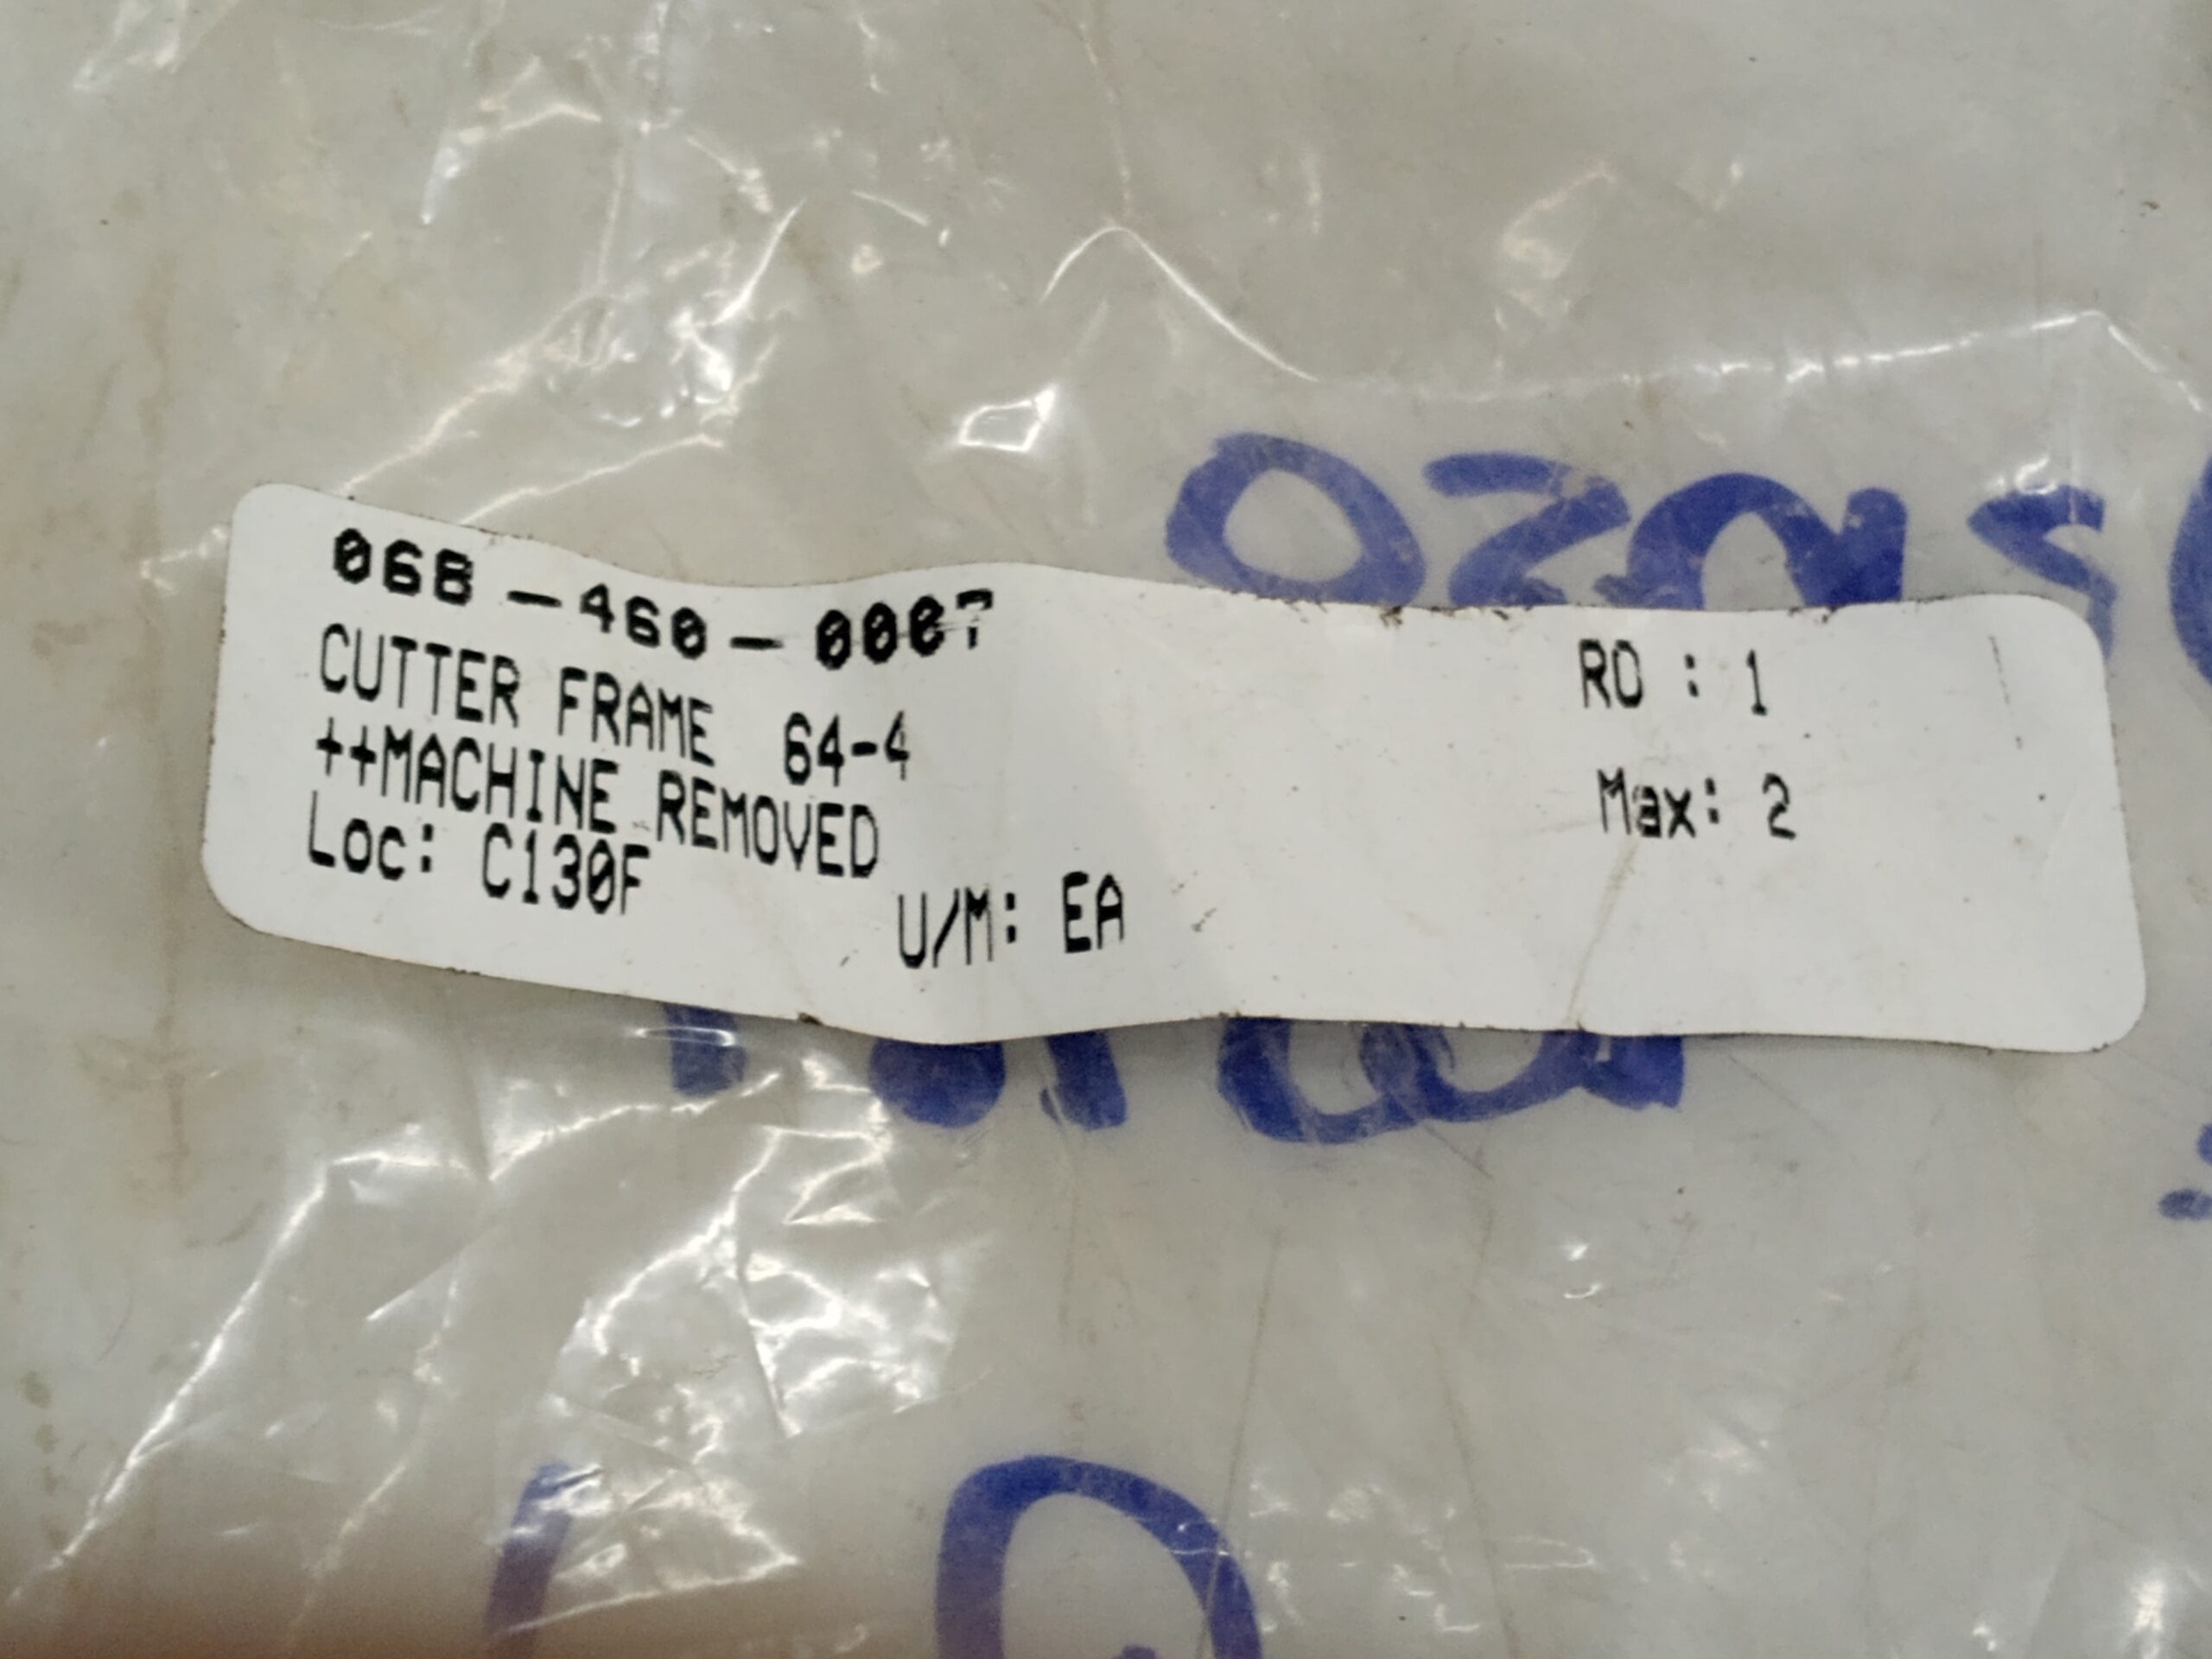 068-460-0007
CUTTER FRAME 64-4
++MACHINE REMOVED
Loc: C130F
U/M: EA
RO : 1
Max: 2